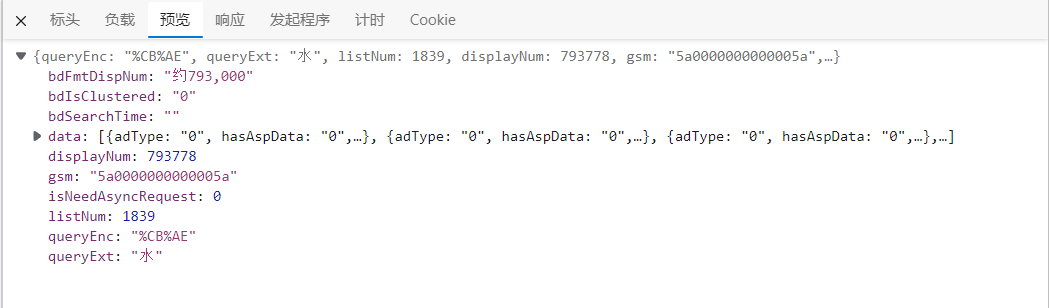 × 标头 负载 预览 响应 发起程序 计时 Cookie
▼ {queryEnc: "%CB%AE", queryExt: "水", listNum: 1839, displayNum: 793778, gsm: "5a0000000000005a",…}
bdFmtDispNum: "约793,000"
bdIsClustered: "0"
bdSearchTime: ""
▶ data: [{adType: "0", hasAspData: "0",…}, {adType: "0", hasAspData: "0",…}, {adType: "0", hasAspData: "0",…},…]
displayNum: 793778
gsm: "5a0000000000005a"
isNeedAsyncRequest: 0
listNum: 1839
queryEnc: "%CB%AE"
queryExt: "水"